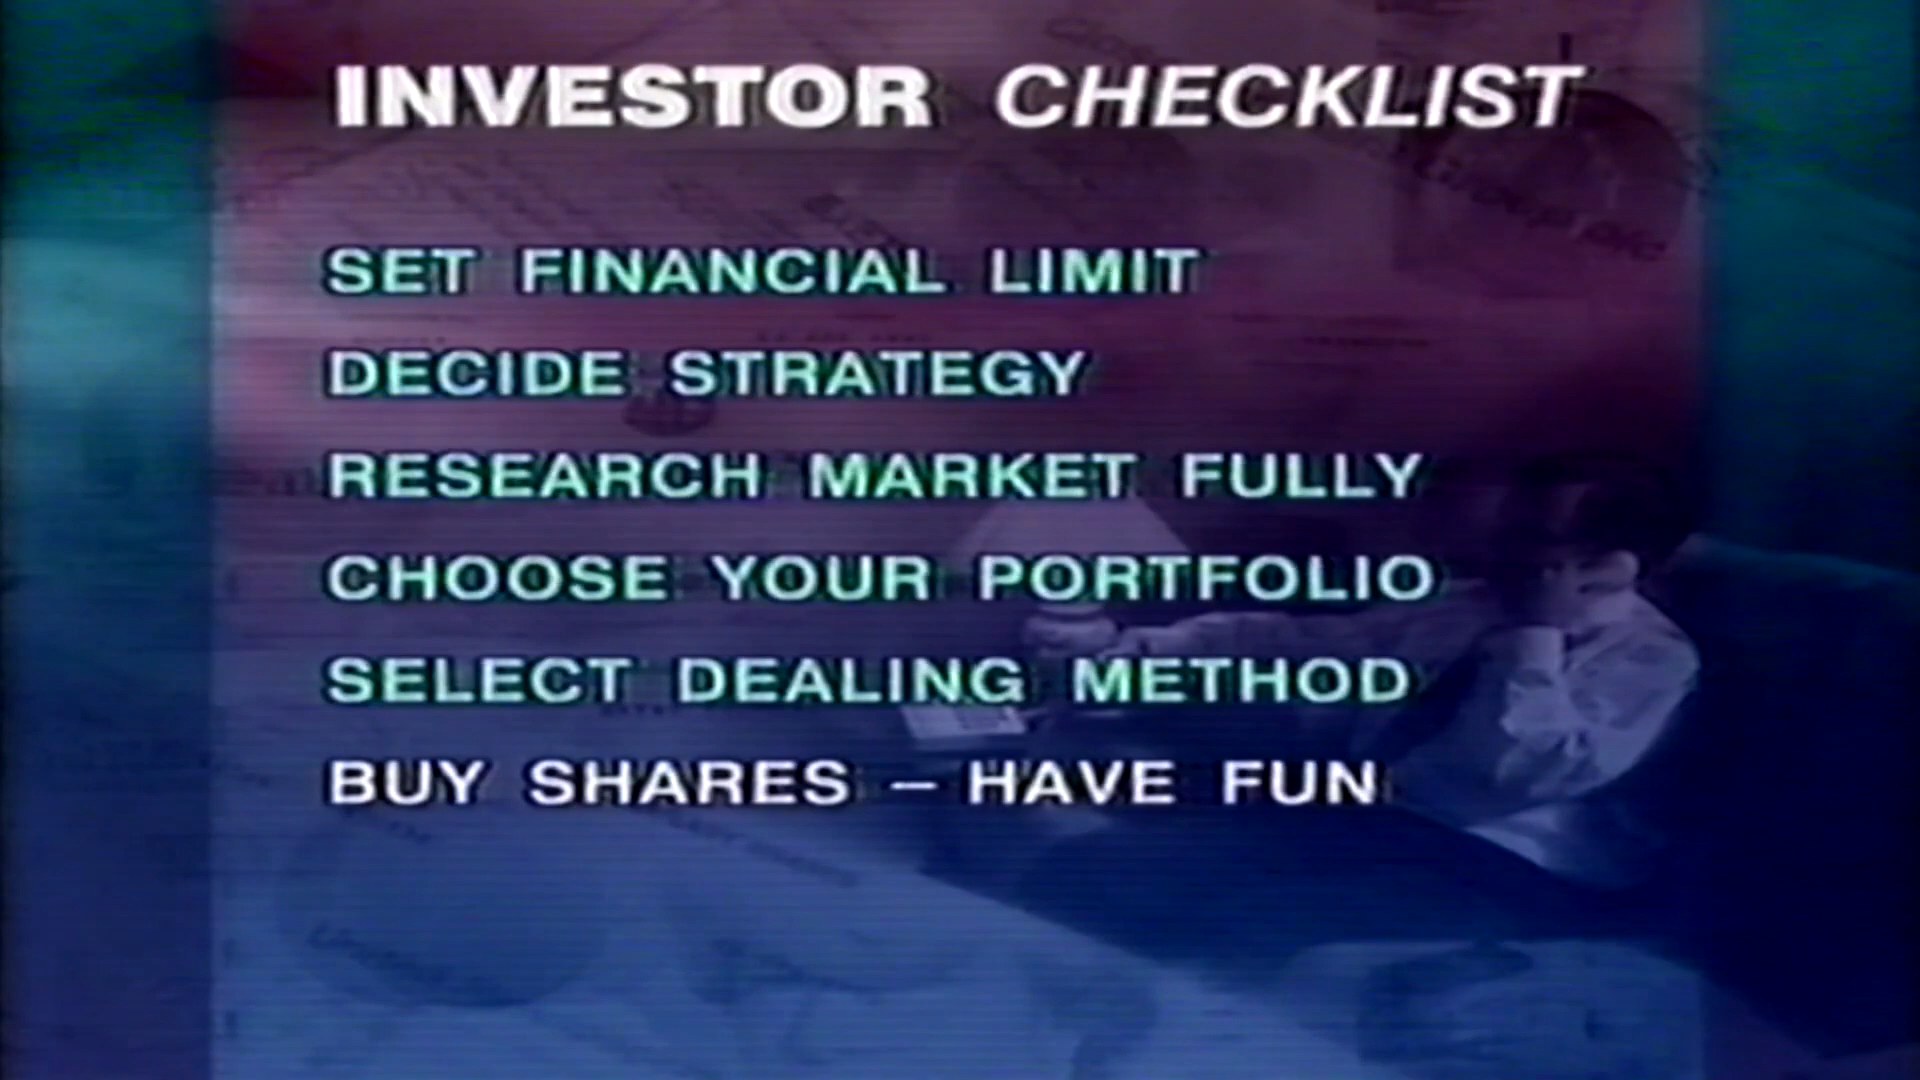 INVESTOR CHECKLIST
SET FINANCIAL LIMIT
DECIDE STRATEGY
RESEARCH MARKET FULLY
CHOOSE YOUR PORTFOLIO
SELECT DEALING METHOD
BUY SHARES – HAVE FUN